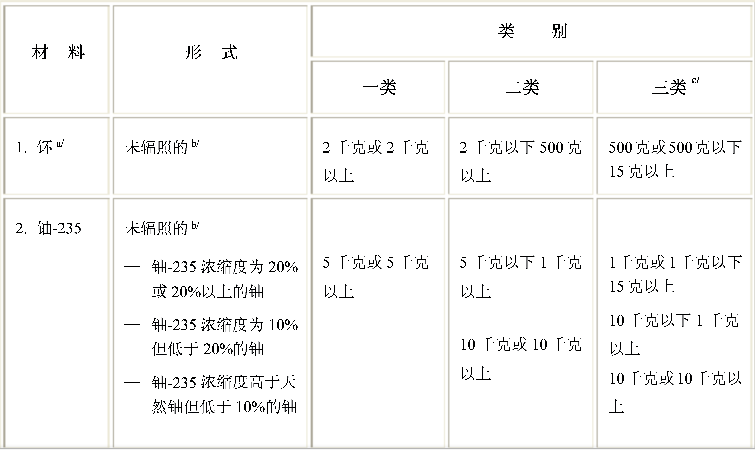 材 料
形 式
类 别
一类
二类
三类 c/
1. 钚 a/
未辐照的 b/
2 千克或 2 千克
以上
2 千克以下 500 克
以上
500 克或 500 克以下
15 克以上
2. 铀-235
未辐照的 b/
— 铀-235 浓缩度为 20%
或 20%以上的铀
— 铀-235 浓缩度为 10%
但低于 20%的铀
— 铀-235 浓缩度高于天
然铀但低于 10%的铀
5 千克或 5 千克
以上
5 千克以下 1 千克
以上
10 千克或 10 千克
以上
1千克或 1 千克以下
15克以上
10 千克以下 1 千克
以上
10 千克或 10 千克以
上